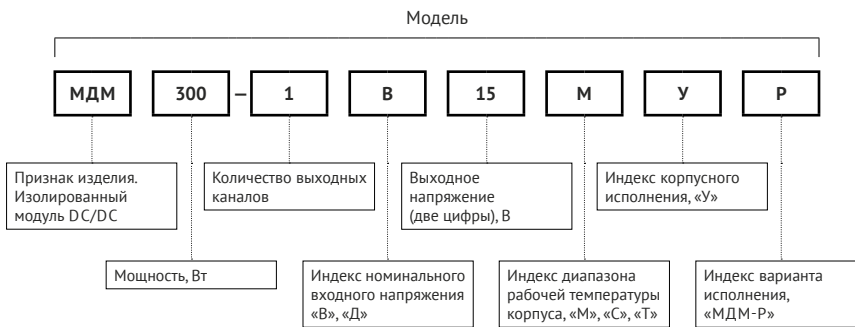 Модель
МДМ 300 — 1 В 15 М У Р
Признак изделия.
Изолированный
модуль DC/DC
Количество выходных
каналов
Выходное
напряжение
(две цифры), В
Индекс корпусного
исполнения, «У»
Мощность, Вт
Индекс номинального
входного напряжения
«В», «Д»
Индекс диапазона
рабочей температуры
корпуса, «М», «С», «Т»
Индекс варианта
исполнения,
«МДМ-Р»